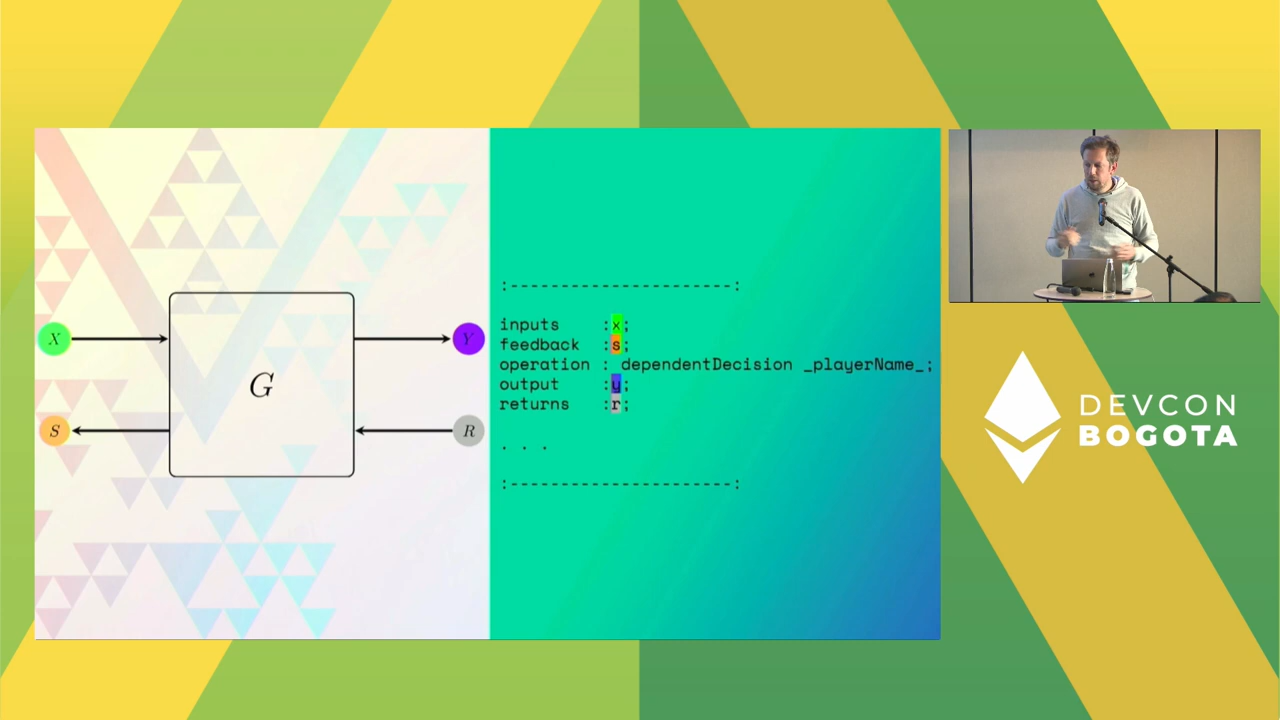 X
Y
G
S
R
:----------------------:
inputs :x;
feedback :s;
operation : dependentDecision _playerName_;
output :y;
returns :r;
. . .
:----------------------:
DEVCON
BOGOTA